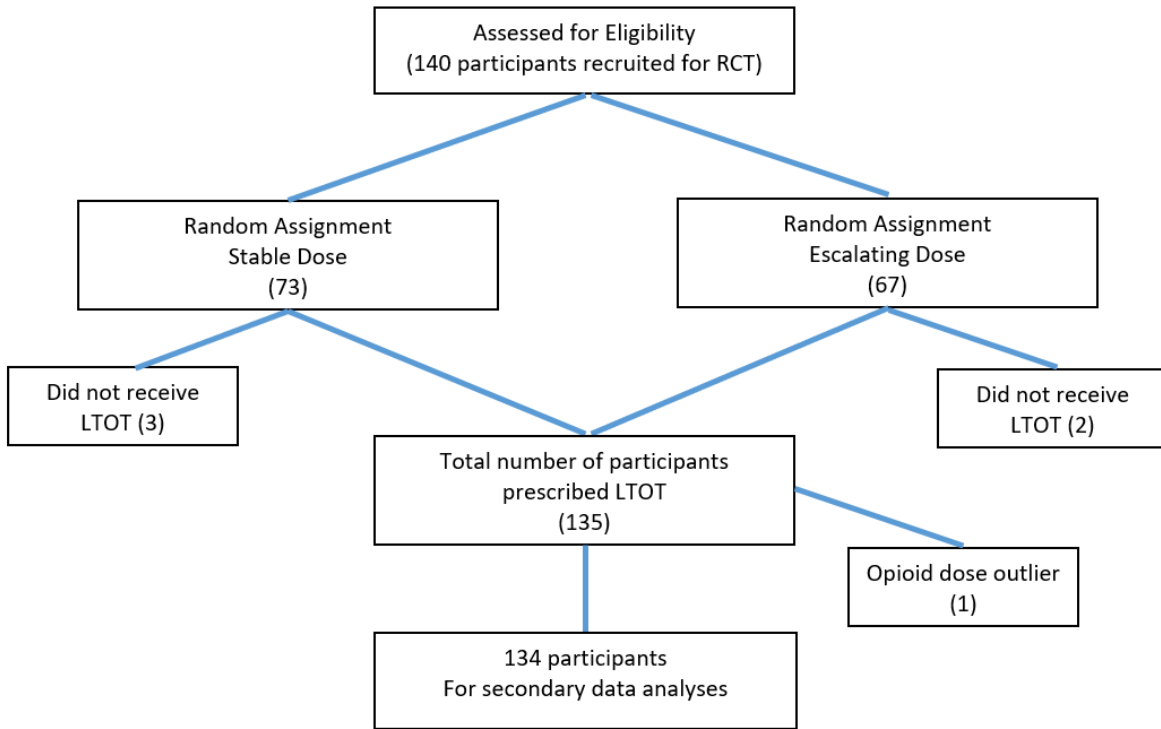 Assessed for Eligibility
(140 participants recruited for RCT)
Random Assignment
Stable Dose
(73)
Random Assignment
Escalating Dose
(67)
Did not receive
LTOT (3)
Did not receive
LTOT (2)
Total number of participants
prescribed LTOT
(135)
Opioid dose outlier
(1)
134 participants
For secondary data analyses